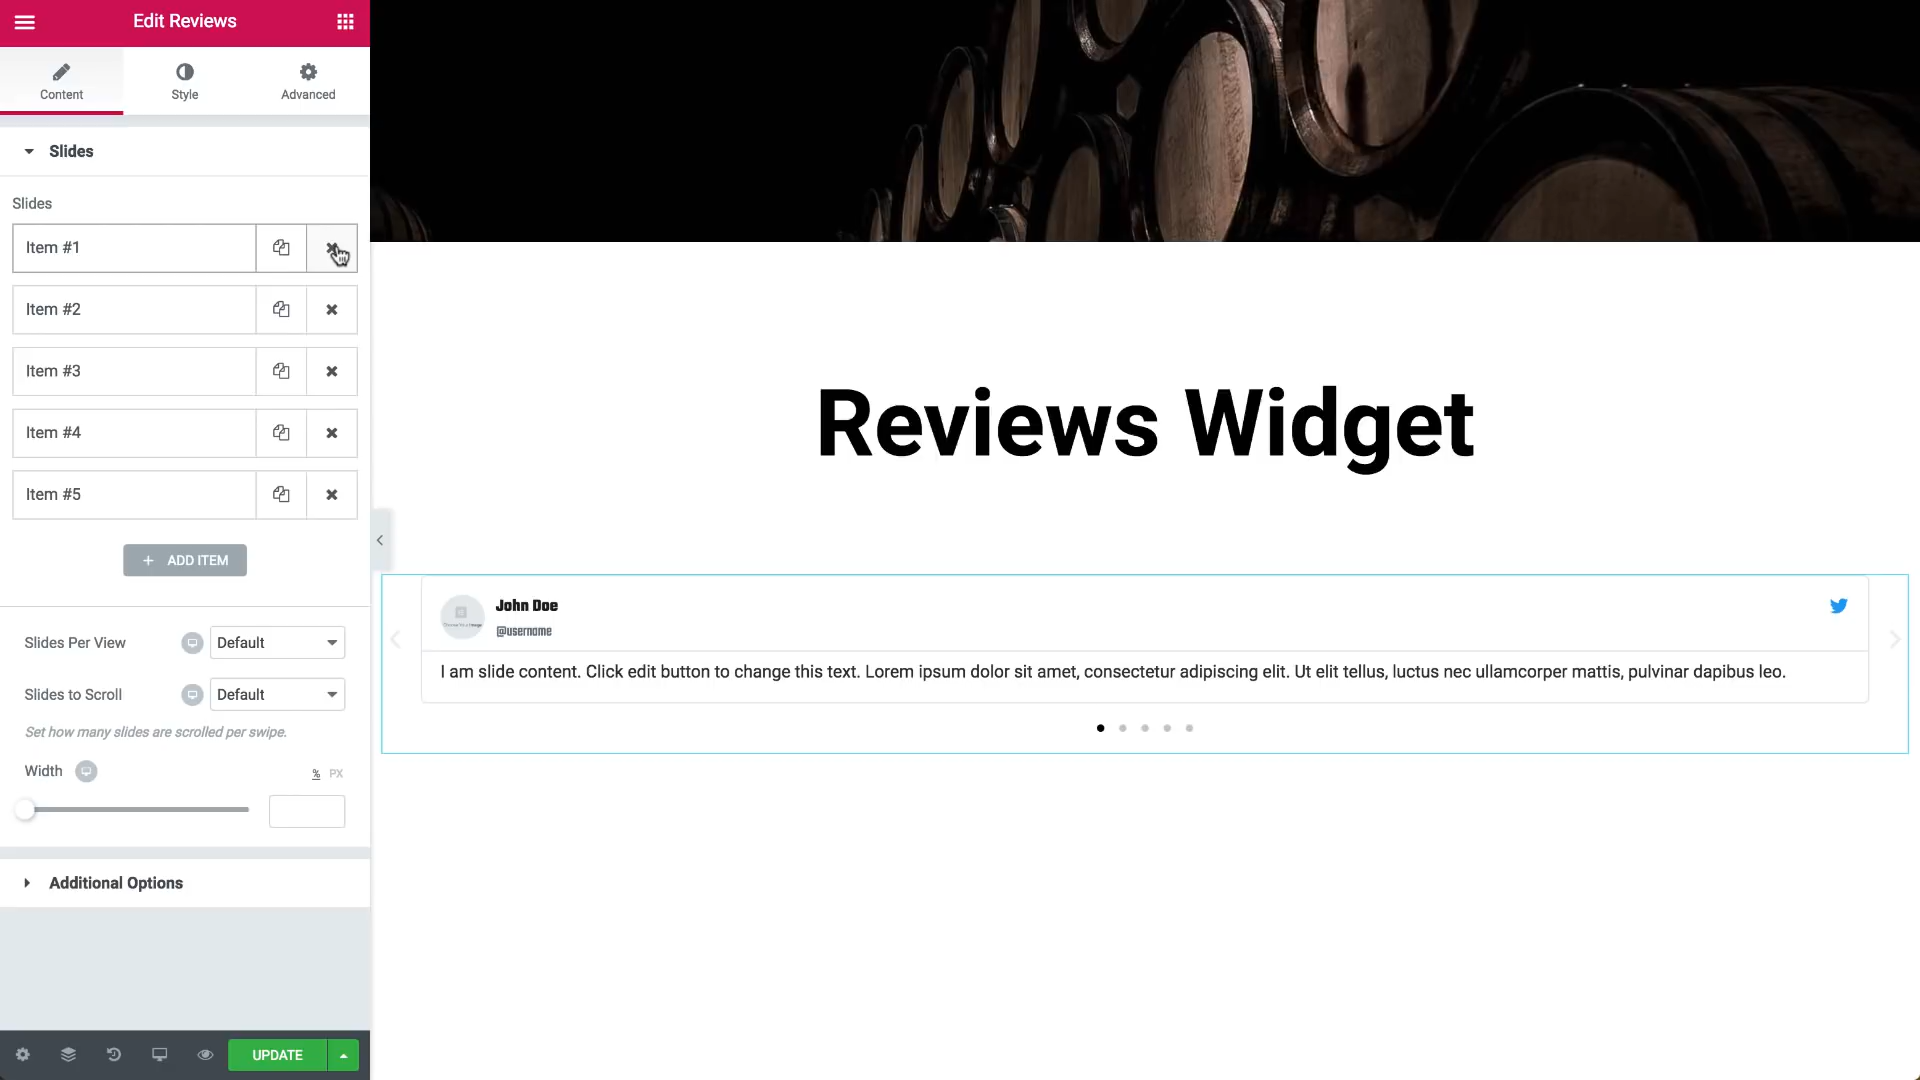 Edit Reviews
Content
Style
Advanced
Slides
Slides
Item #1
Item #2
Item #3
Item #4
Item #5
+ ADD ITEM
Slides Per View
Default
Slides to Scroll
Default
Set how many slides are scrolled per swipe.
Width
% PX
Additional Options
UPDATE
Reviews Widget
John Doe
@username
I am slide content. Click edit button to change this text. Lorem ipsum dolor sit amet, consectetur adipiscing elit. Ut elit tellus, luctus nec ullamcorper mattis, pulvinar dapibus leo.